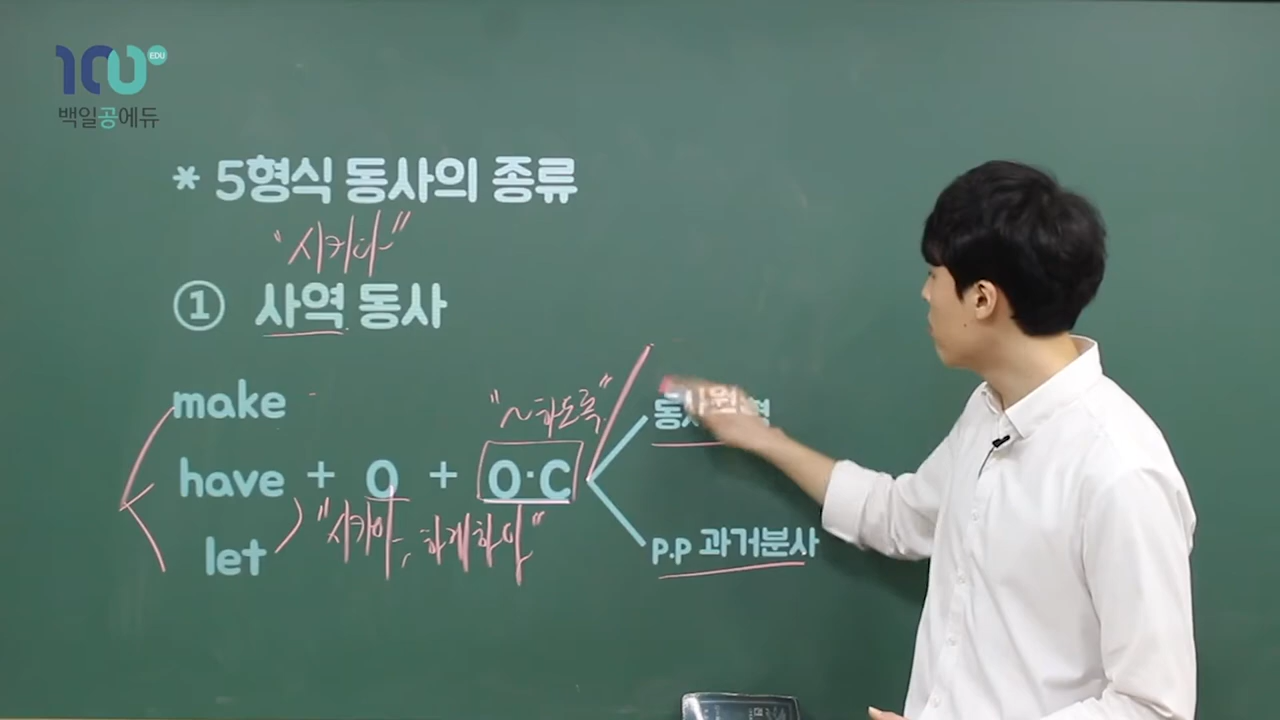 100 EDU
백일공에듀
* 5형식 동사의 종류
"시키다"
① 사역 동사
make
"~하도록"
동사원형
have + O + O·C
"시키다, 하게하다"
let
p.p 과거분사